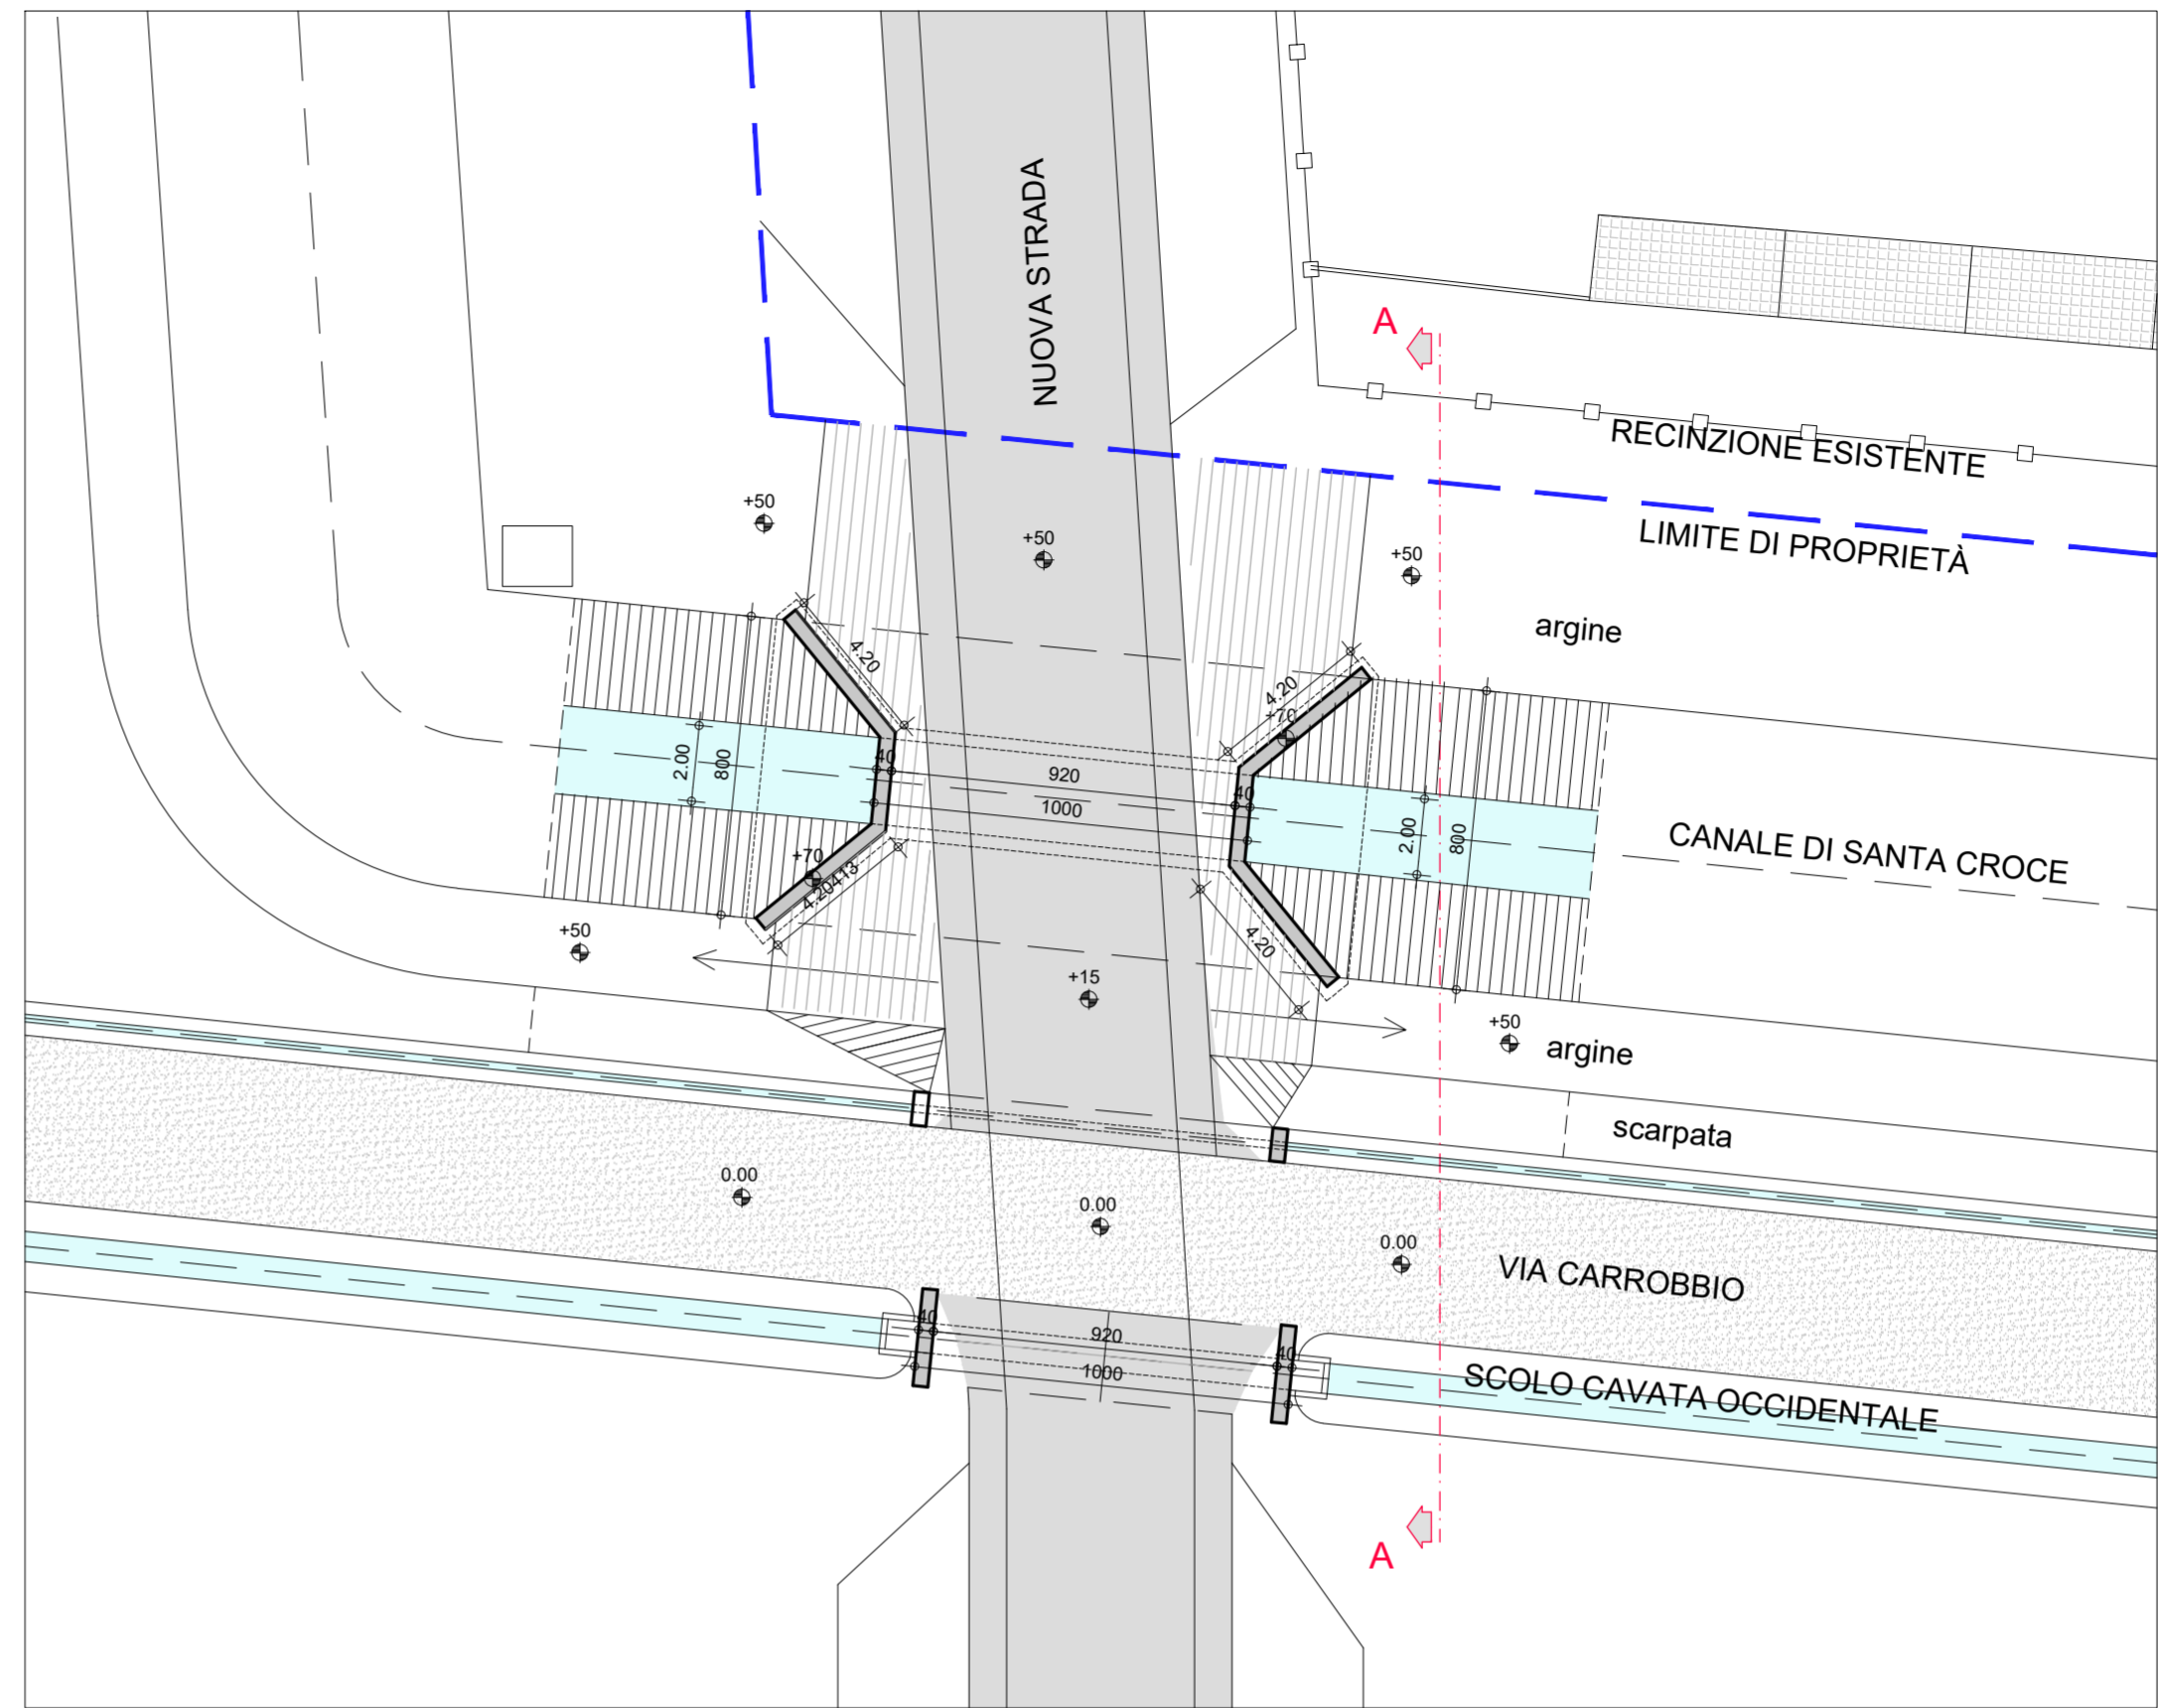 NUOVA STRADA
A
RECINZIONE ESISTENTE
LIMITE DI PROPRIETÀ
+50
+50
+50
argine
4.20
4.20
+70
2.00
800
40
920
1000
40
2.00
800
CANALE DI SANTA CROCE
+70
4.20413
4.20
+50
+15
+50
argine
scarpata
0.00
0.00
0.00
VIA CARROBBIO
40
920
1000
40
SCOLO CAVATA OCCIDENTALE
A